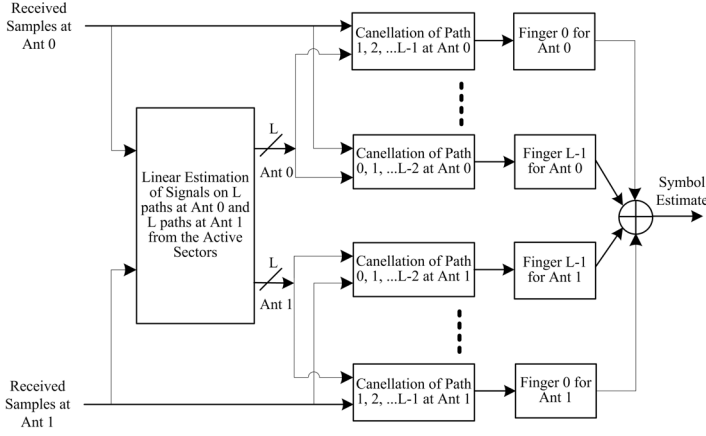 Received
Samples at
Ant 0
Canellation of Path
1, 2, ...L-1 at Ant 0
Finger 0 for
Ant 0
L
Ant 0
Canellation of Path
0, 1, ...L-2 at Ant 0
Finger L-1
for Ant 0
Linear Estimation
of Signals on L
paths at Ant 0 and
L paths at Ant 1
from the Active
Sectors
Symbol
Estimate
L
Ant 1
Canellation of Path
0, 1, ...L-2 at Ant 1
Finger L-1
for Ant 1
Received
Samples at
Ant 1
Canellation of Path
1, 2, ...L-1 at Ant 1
Finger 0 for
Ant 1